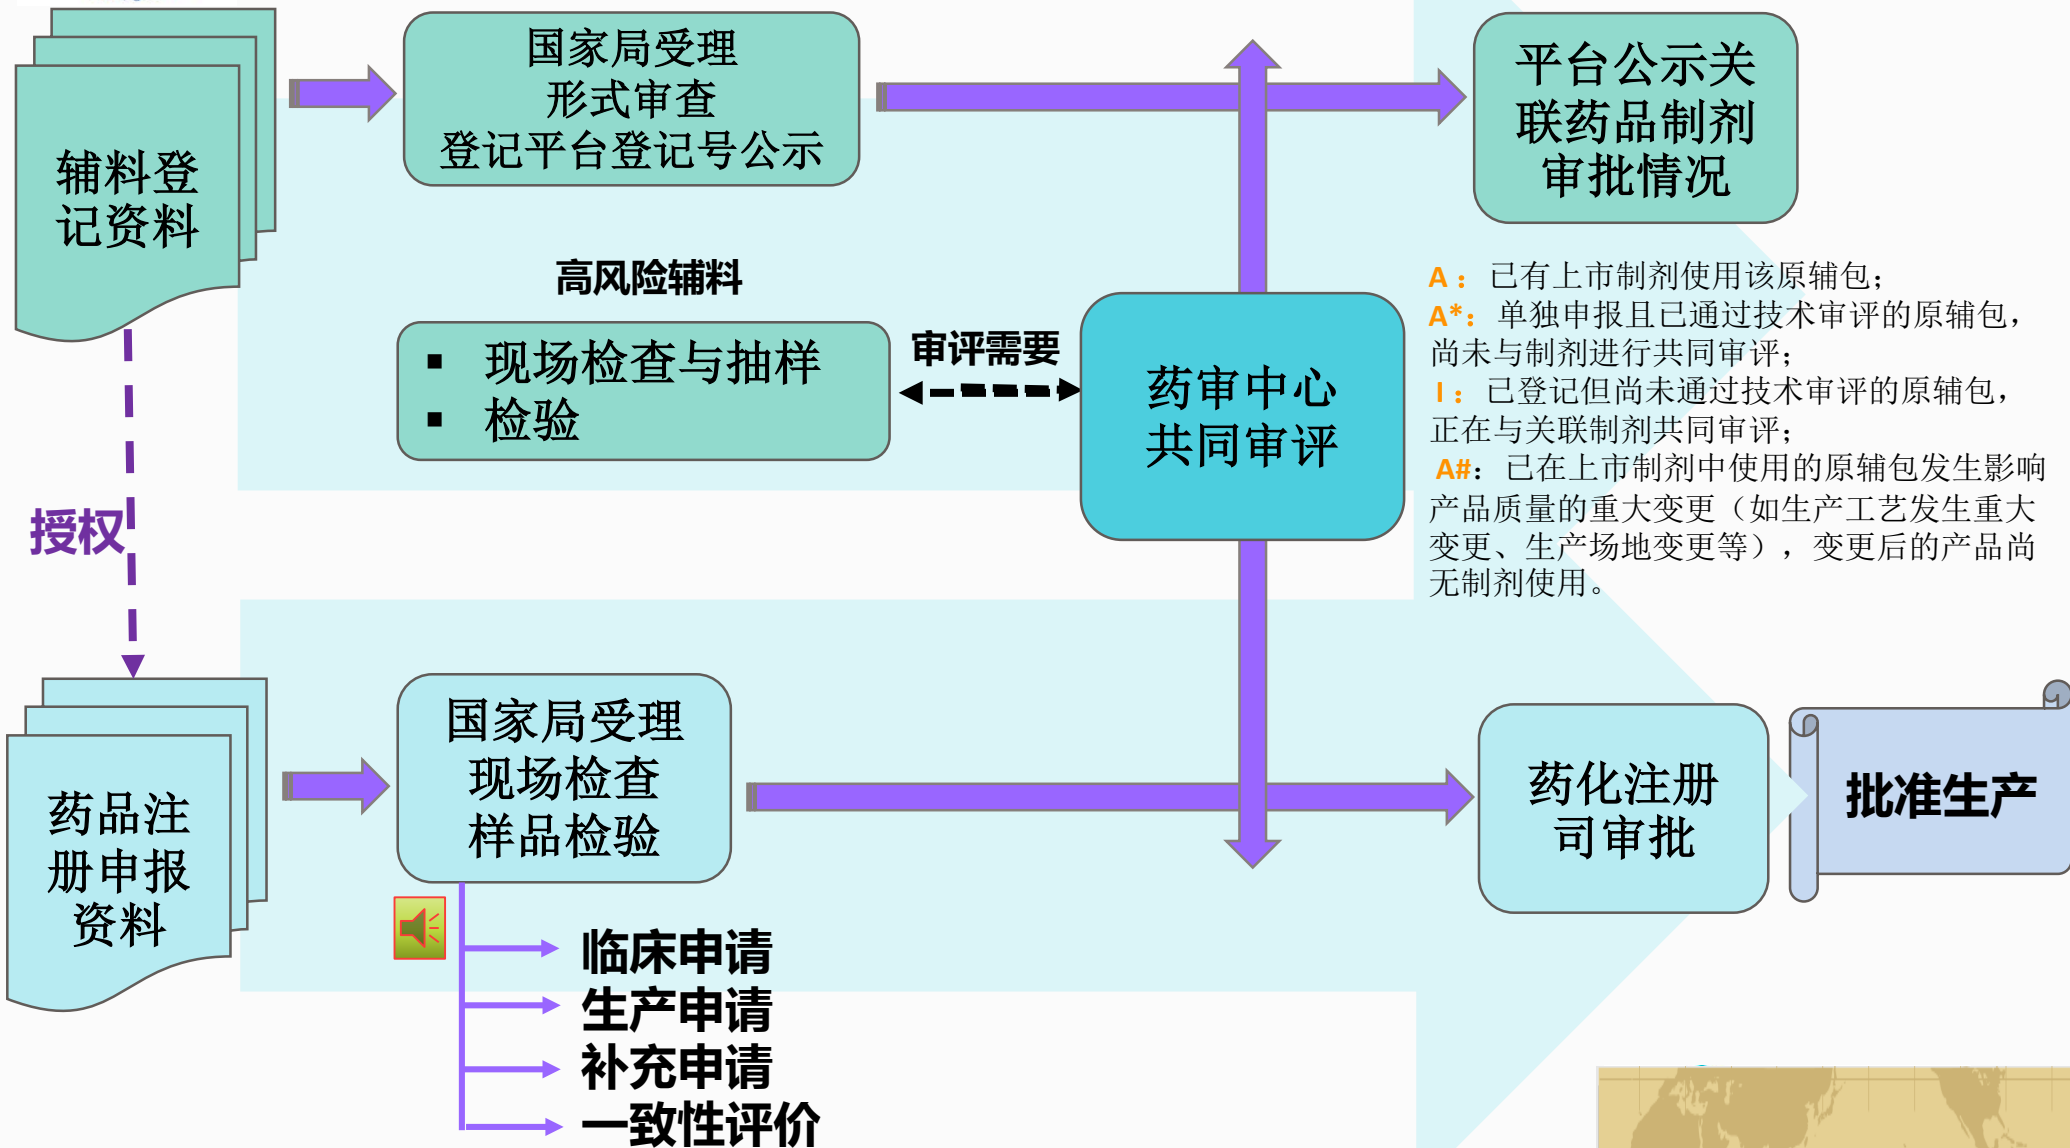 辅料登
记资料
国家局受理
形式审查
登记平台登记号公示
平台公示关
联药品制剂
审批情况
高风险辅料
▪ 现场检查与抽样
▪ 检验
审评需要
药审中心
共同审评
A：已有上市制剂使用该原辅包；
A*：单独申报且已通过技术审评的原辅包，
尚未与制剂进行共同审评；
I：已登记但尚未通过技术审评的原辅包，
正在与关联制剂共同审评；
A#：已在上市制剂中使用的原辅包发生影响
产品质量的重大变更（如生产工艺发生重大
变更、生产场地变更等），变更后的产品尚
无制剂使用。
授权
药品注
册申报
资料
国家局受理
现场检查
样品检验
药化注册
司审批
批准生产
临床申请
生产申请
补充申请
一致性评价